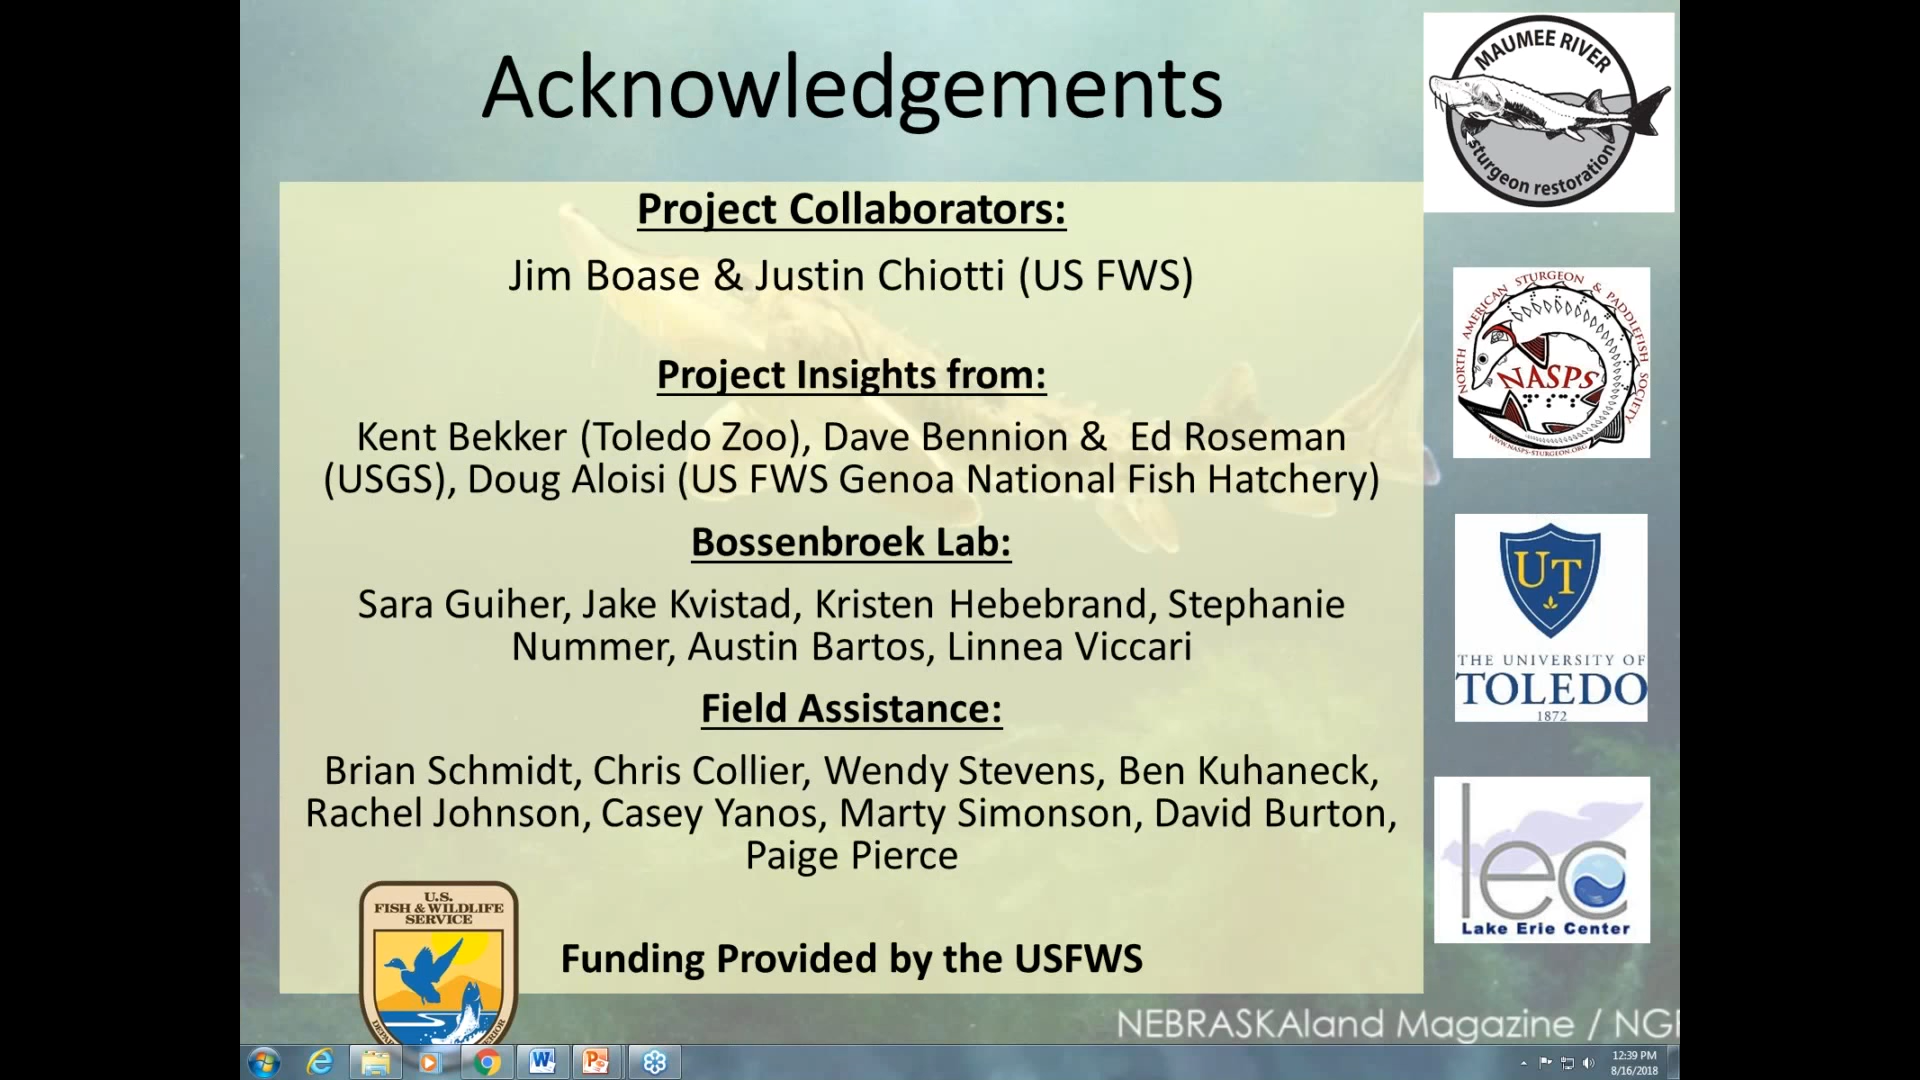 Acknowledgements
Project Collaborators:
Jim Boase & Justin Chiotti (US FWS)
Project Insights from:
Kent Bekker (Toledo Zoo), Dave Bennion & Ed Roseman
(USGS), Doug Aloisi (US FWS Genoa National Fish Hatchery)
Bossenbroek Lab:
Sara Guiher, Jake Kvistad, Kristen Hebebrand, Stephanie
Nummer, Austin Bartos, Linnea Viccari
Field Assistance:
Brian Schmidt, Chris Collier, Wendy Stevens, Ben Kuhaneck,
Rachel Johnson, Casey Yanos, Marty Simonson, David Burton,
Paige Pierce
Funding Provided by the USFWS
U.S.
FISH & WILDLIFE
SERVICE
MAUMEE RIVER
sturgeon restoration
NORTH AMERICAN STURGEON & PADDLEFISH SOCIETY
NASPS
WWW.NASPS-STURGEON.ORG
UT
THE UNIVERSITY OF
TOLEDO
1872
lec
Lake Erie Center
NEBRASKAland Magazine / NG
12:39 PM
8/16/2018